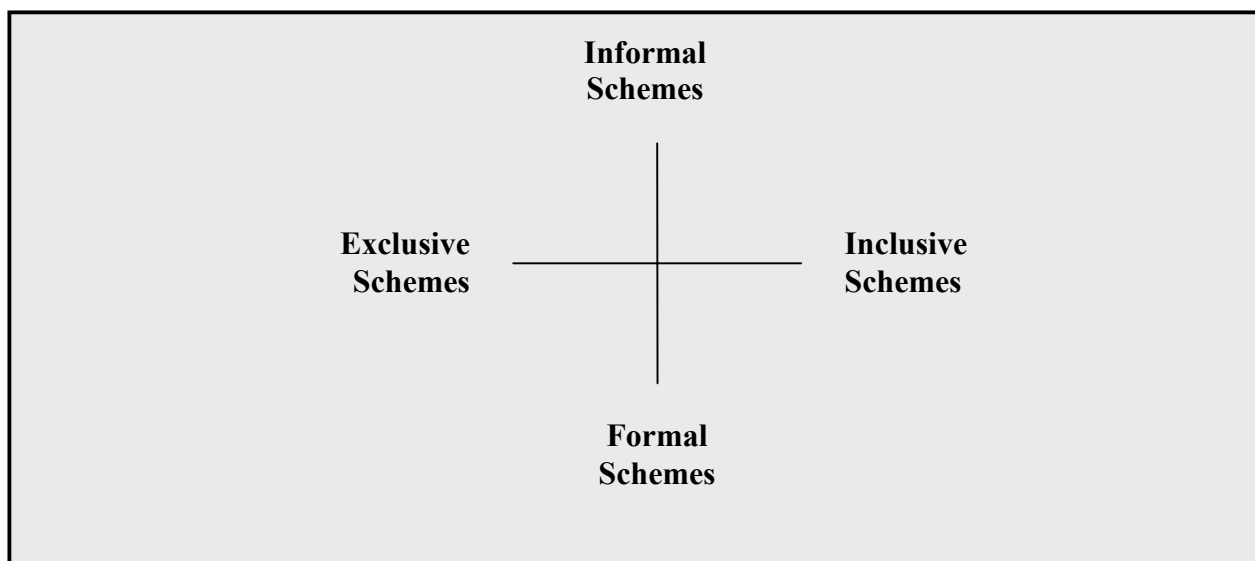 Informal
Schemes
Exclusive
Schemes
Inclusive
Schemes
Formal
Schemes